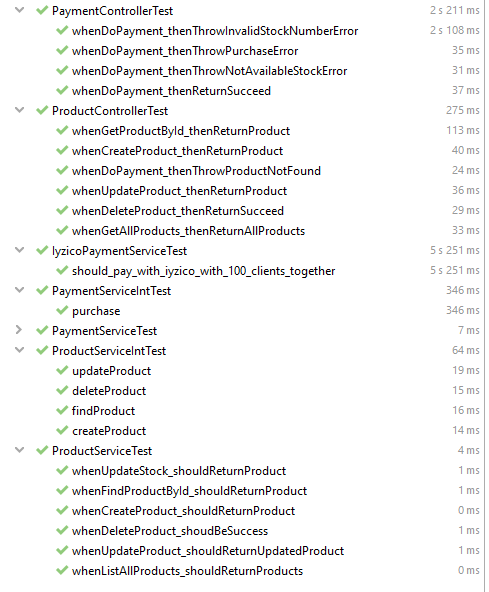 PaymentControllerTest 2 s 211 ms
whenDoPayment_thenThrowInvalidStockNumberError 2 s 108 ms
whenDoPayment_thenThrowPurchaseError 35 ms
whenDoPayment_thenThrowNotAvailableStockError 31 ms
whenDoPayment_thenReturnSucceed 37 ms
ProductControllerTest 275 ms
whenGetProductById_thenReturnProduct 113 ms
whenCreateProduct_thenReturnProduct 40 ms
whenDoPayment_thenThrowProductNotFound 24 ms
whenUpdateProduct_thenReturnProduct 36 ms
whenDeleteProduct_thenReturnSucceed 29 ms
whenGetAllProducts_thenReturnAllProducts 33 ms
IyzicoPaymentServiceTest 5 s 251 ms
should_pay_with_iyzico_with_100_clients_together 5 s 251 ms
PaymentServiceIntTest 346 ms
purchase 346 ms
PaymentServiceTest 7 ms
ProductServiceIntTest 64 ms
updateProduct 19 ms
deleteProduct 15 ms
findProduct 16 ms
createProduct 14 ms
ProductServiceTest 4 ms
whenUpdateStock_shouldReturnProduct 1 ms
whenFindProductById_shouldReturnProduct 1 ms
whenCreateProduct_shouldReturnProduct 0 ms
whenDeleteProduct_shoudBeSuccess 1 ms
whenUpdateProduct_shouldReturnUpdatedProduct 1 ms
whenListAllProducts_shouldReturnProducts 0 ms